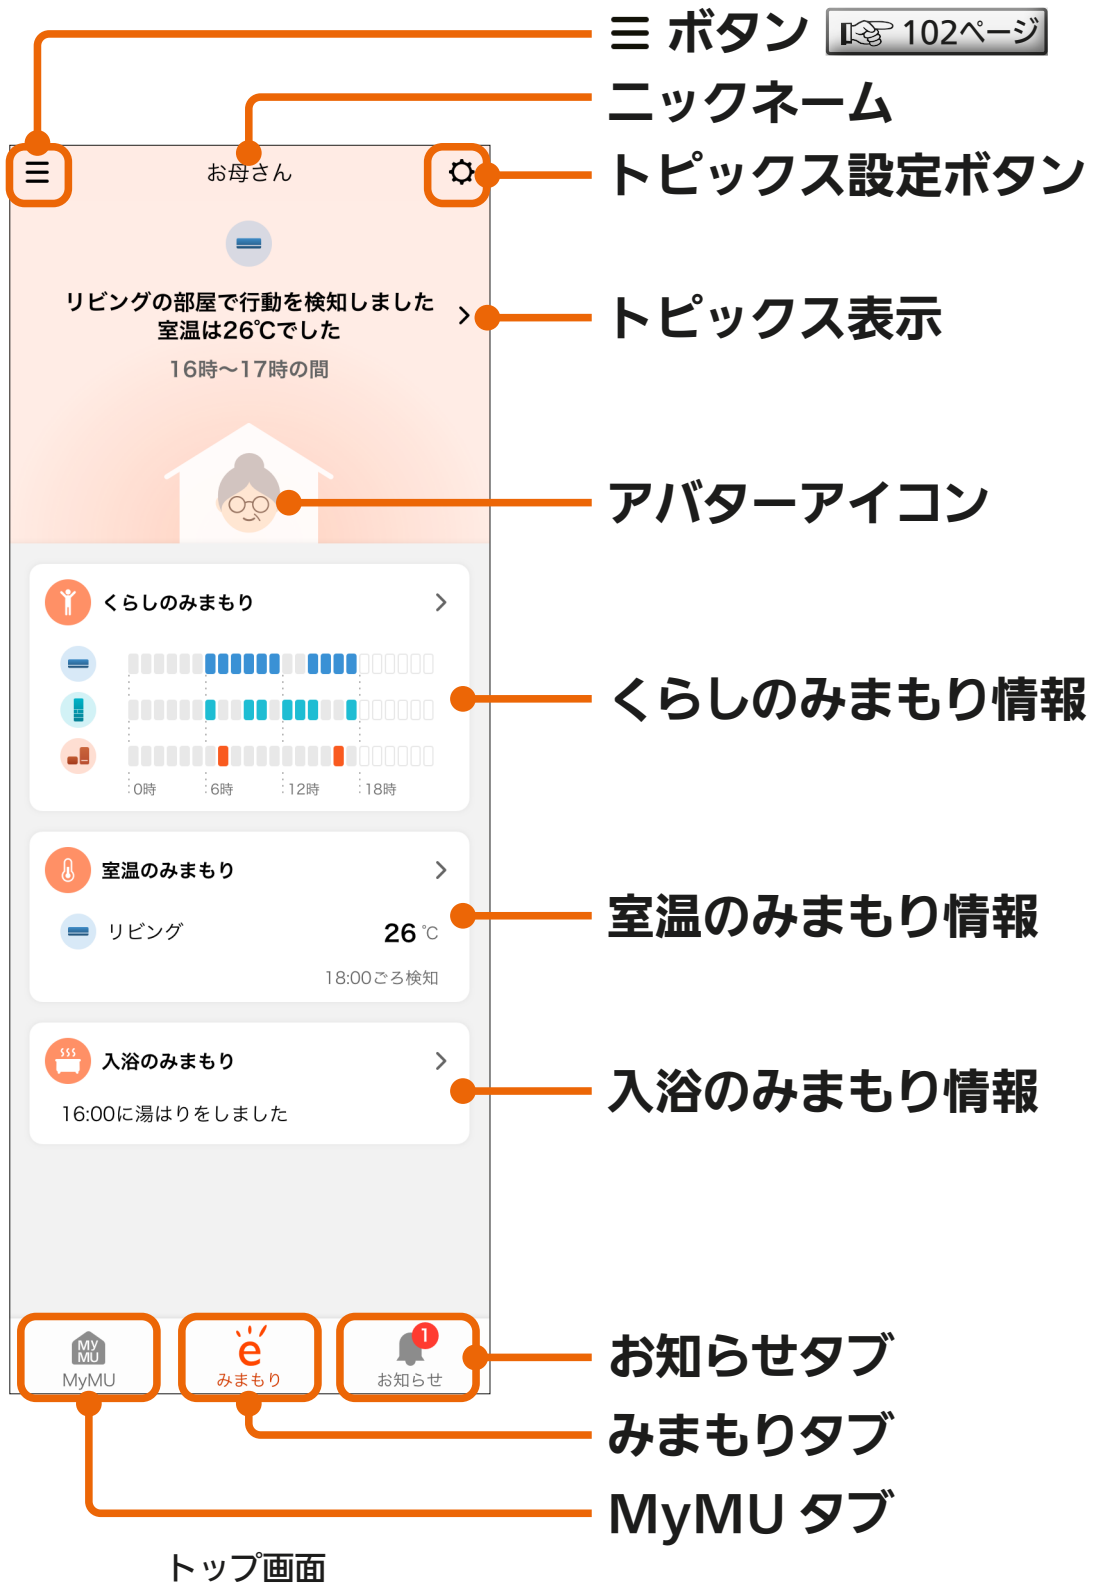 ☰ ボタン ☞ 102ページ
ニックネーム
お母さん
トピックス設定ボタン
リビングの部屋で行動を検知しました
室温は26℃でした
トピックス表示
16時～17時の間
アバターアイコン
くらしのみまもり
くらしのみまもり情報
0時 6時 12時 18時
室温のみまもり
室温のみまもり情報
リビング 26℃
18:00ごろ検知
入浴のみまもり
入浴のみまもり情報
16:00に湯はりをしました
My
MU
MyMU
e
みまもり
1
お知らせ
お知らせタブ
みまもりタブ
MyMU タブ
トップ画面